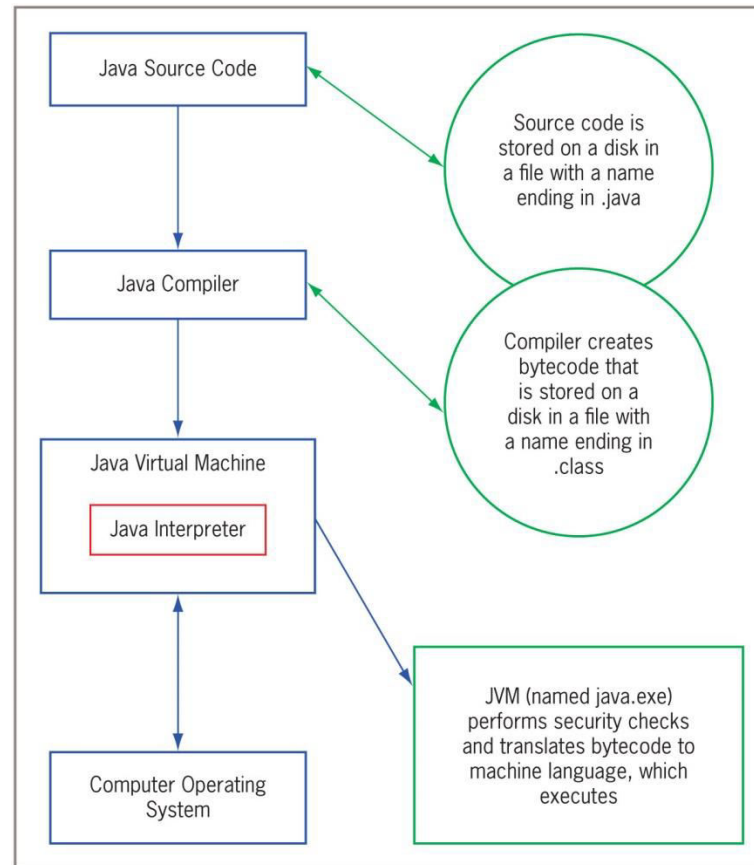 Java Source Code
Source code is
stored on a disk in
a file with a name
ending in .java
Java Compiler
Compiler creates
bytecode that
is stored on a
disk in a file with
a name ending in
.class
Java Virtual Machine
Java Interpreter
JVM (named java.exe)
performs security checks
and translates bytecode to
machine language, which
executes
Computer Operating
System